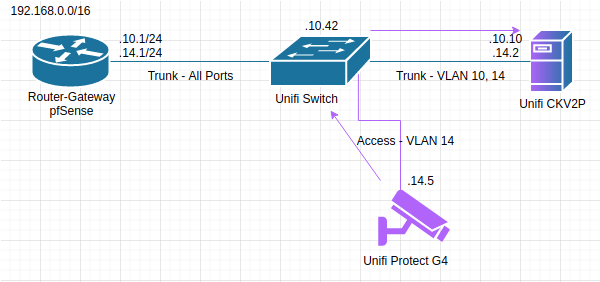 192.168.0.0/16
.10.1/24
.14.1/24
Trunk - All Ports
Router-Gateway
pfSense
.10.42
Unifi Switch
.10.10
.14.2
Trunk - VLAN 10, 14
Unifi CKV2P
Access - VLAN 14
.14.5
Unifi Protect G4